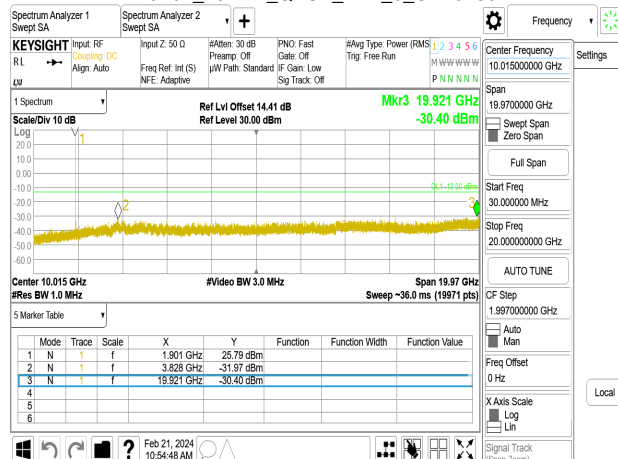 Spectrum Analyzer 1
Swept SA
Spectrum Analyzer 2
Swept SA
Frequency
KEYSIGHT
RL
Input: RF
Coupling: DC
Align: Auto
Input Z: 50 Ω
Freq Ref: Int (S)
NFE: Adaptive
#Atten: 30 dB
Preamp: Off
µW Path: Standard
PNO: Fast
Gate: Off
IF Gain: Low
Sig Track: Off
#Avg Type: Power (RMS
Trig: Free Run
1 2 3 4 5 6
M W W W W W
P N N N N N
1 Spectrum
Scale/Div 10 dB
Ref Lvl Offset 14.41 dB
Ref Level 30.00 dBm
Mkr3 19.921 GHz
-30.40 dBm
Log
20.0
10.0
0.00
-10.0
-20.0
-30.0
-40.0
-50.0
-60.0
1
2
3
DL1 -13.00 dBm
Center 10.015 GHz
#Res BW 1.0 MHz
#Video BW 3.0 MHz
Span 19.97 GHz
Sweep ~36.0 ms (19971 pts)
5 Marker Table
Mode Trace Scale X Y Function Function Width Function Value
1 N 1 f 1.901 GHz 25.79 dBm
2 N 1 f 3.828 GHz -31.97 dBm
3 N 1 f 19.921 GHz -30.40 dBm
4
5
6
Feb 21, 2024
10:54:48 AM
Center Frequency
10.015000000 GHz
Span
19.9700000 GHz
Swept Span
Zero Span
Full Span
Start Freq
30.000000 MHz
Stop Freq
20.000000000 GHz
AUTO TUNE
CF Step
1.997000000 GHz
Auto
Man
Freq Offset
0 Hz
X Axis Scale
Log
Lin
Signal Track
(Span Zoom)
Settings
Local